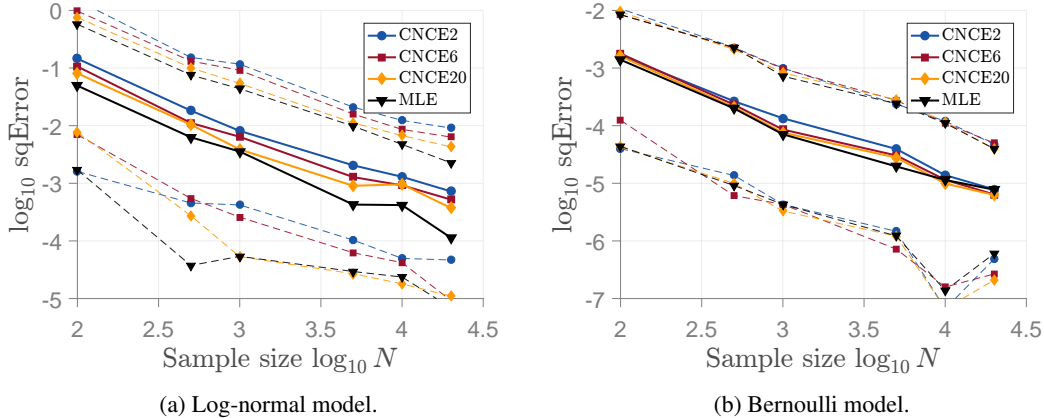 0
-1
-2
-3
-4
-5
log₁₀ sqError
2
2.5
3
3.5
4
4.5
Sample size log₁₀ N
CNCE2
CNCE6
CNCE20
MLE
(a) Log-normal model.
-2
-3
-4
-5
-6
-7
log₁₀ sqError
2
2.5
3
3.5
4
4.5
Sample size log₁₀ N
CNCE2
CNCE6
CNCE20
MLE
(b) Bernoulli model.